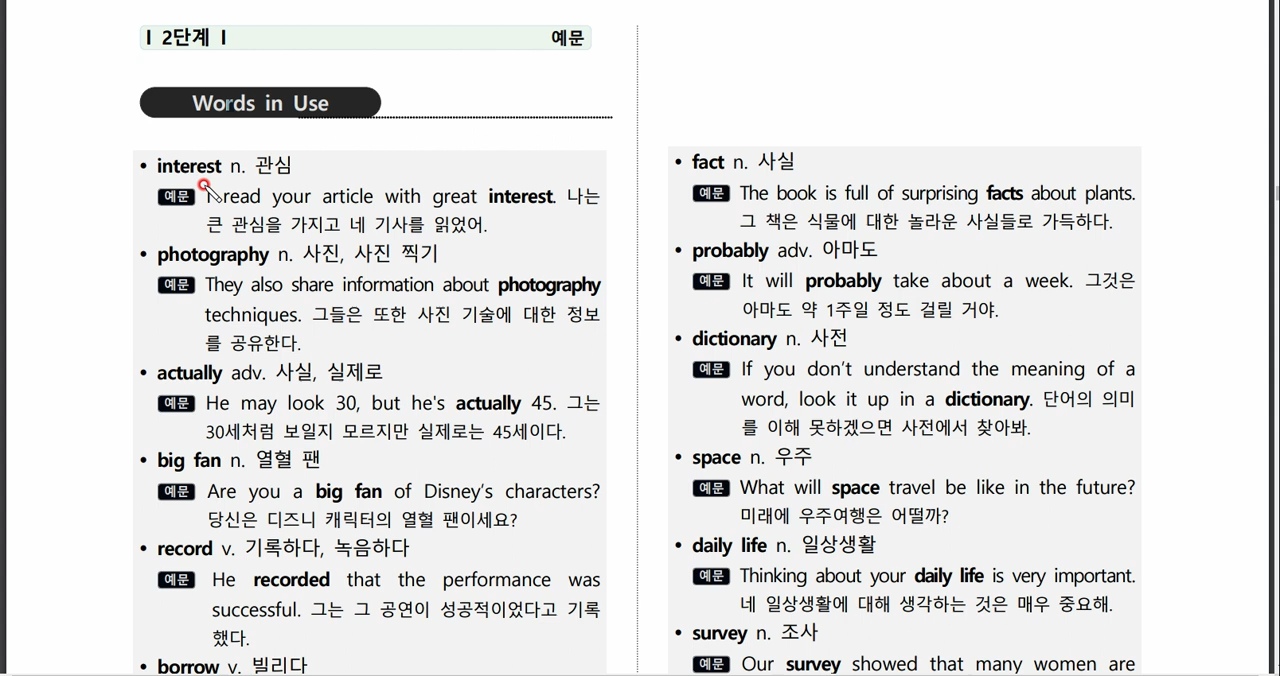 | 2단계 | 예문
Words in Use
• interest n. 관심
예문 I read your article with great interest. 나는
큰 관심을 가지고 네 기사를 읽었어.
• photography n. 사진, 사진 찍기
예문 They also share information about photography
techniques. 그들은 또한 사진 기술에 대한 정보
를 공유한다.
• actually adv. 사실, 실제로
예문 He may look 30, but he's actually 45. 그는
30세처럼 보일지 모르지만 실제로는 45세이다.
• big fan n. 열혈 팬
예문 Are you a big fan of Disney's characters?
당신은 디즈니 캐릭터의 열혈 팬이세요?
• record v. 기록하다, 녹음하다
예문 He recorded that the performance was
successful. 그는 그 공연이 성공적이었다고 기록
했다.
• borrow v. 빌리다
• fact n. 사실
예문 The book is full of surprising facts about plants.
그 책은 식물에 대한 놀라운 사실들로 가득하다.
• probably adv. 아마도
예문 It will probably take about a week. 그것은
아마도 약 1주일 정도 걸릴 거야.
• dictionary n. 사전
예문 If you don't understand the meaning of a
word, look it up in a dictionary. 단어의 의미
를 이해 못하겠으면 사전에서 찾아봐.
• space n. 우주
예문 What will space travel be like in the future?
미래에 우주여행은 어떨까?
• daily life n. 일상생활
예문 Thinking about your daily life is very important.
네 일상생활에 대해 생각하는 것은 매우 중요해.
• survey n. 조사
예문 Our survey showed that many women are